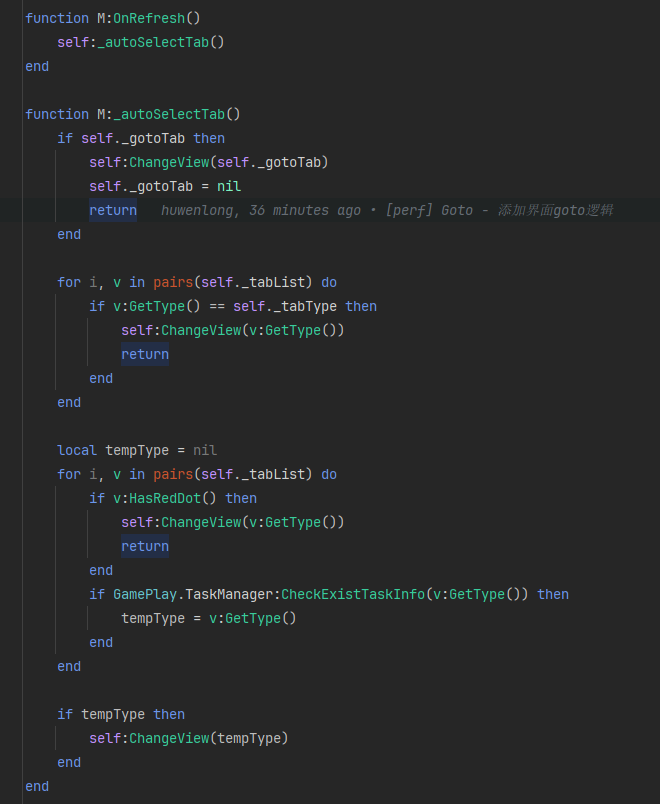 function M:OnRefresh()
    self:_autoSelectTab()
end

function M:_autoSelectTab()
    if self._gotoTab then
        self:ChangeView(self._gotoTab)
        self._gotoTab = nil
        return   huwenlong, 36 minutes ago • [perf] Goto - 添加界面goto逻辑
    end

    for i, v in pairs(self._tabList) do
        if v:GetType() == self._tabType then
            self:ChangeView(v:GetType())
            return
        end
    end

    local tempType = nil
    for i, v in pairs(self._tabList) do
        if v:HasRedDot() then
            self:ChangeView(v:GetType())
            return
        end
        if GamePlay.TaskManager:CheckExistTaskInfo(v:GetType()) then
            tempType = v:GetType()
        end
    end

    if tempType then
        self:ChangeView(tempType)
    end
end